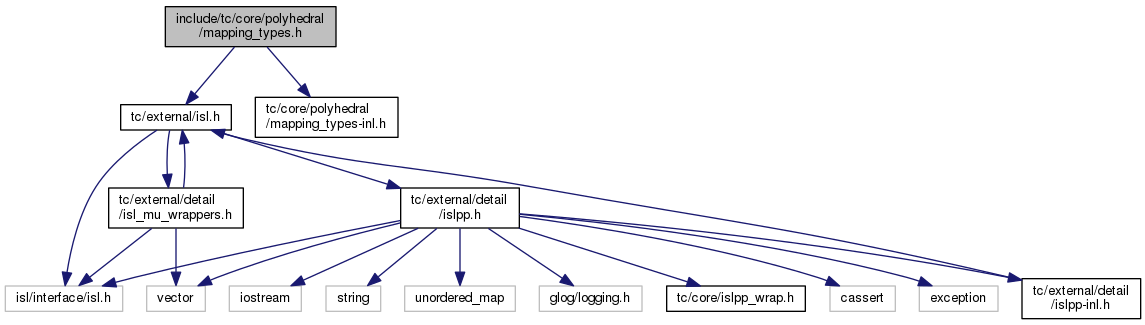 include/tc/core/polyhedral
/mapping_types.h
tc/external/isl.h
tc/core/polyhedral
/mapping_types-inl.h
tc/external/detail
/isl_mu_wrappers.h
tc/external/detail
/islpp.h
isl/interface/isl.h
vector
iostream
string
unordered_map
glog/logging.h
tc/core/islpp_wrap.h
cassert
exception
tc/external/detail
/islpp-inl.h